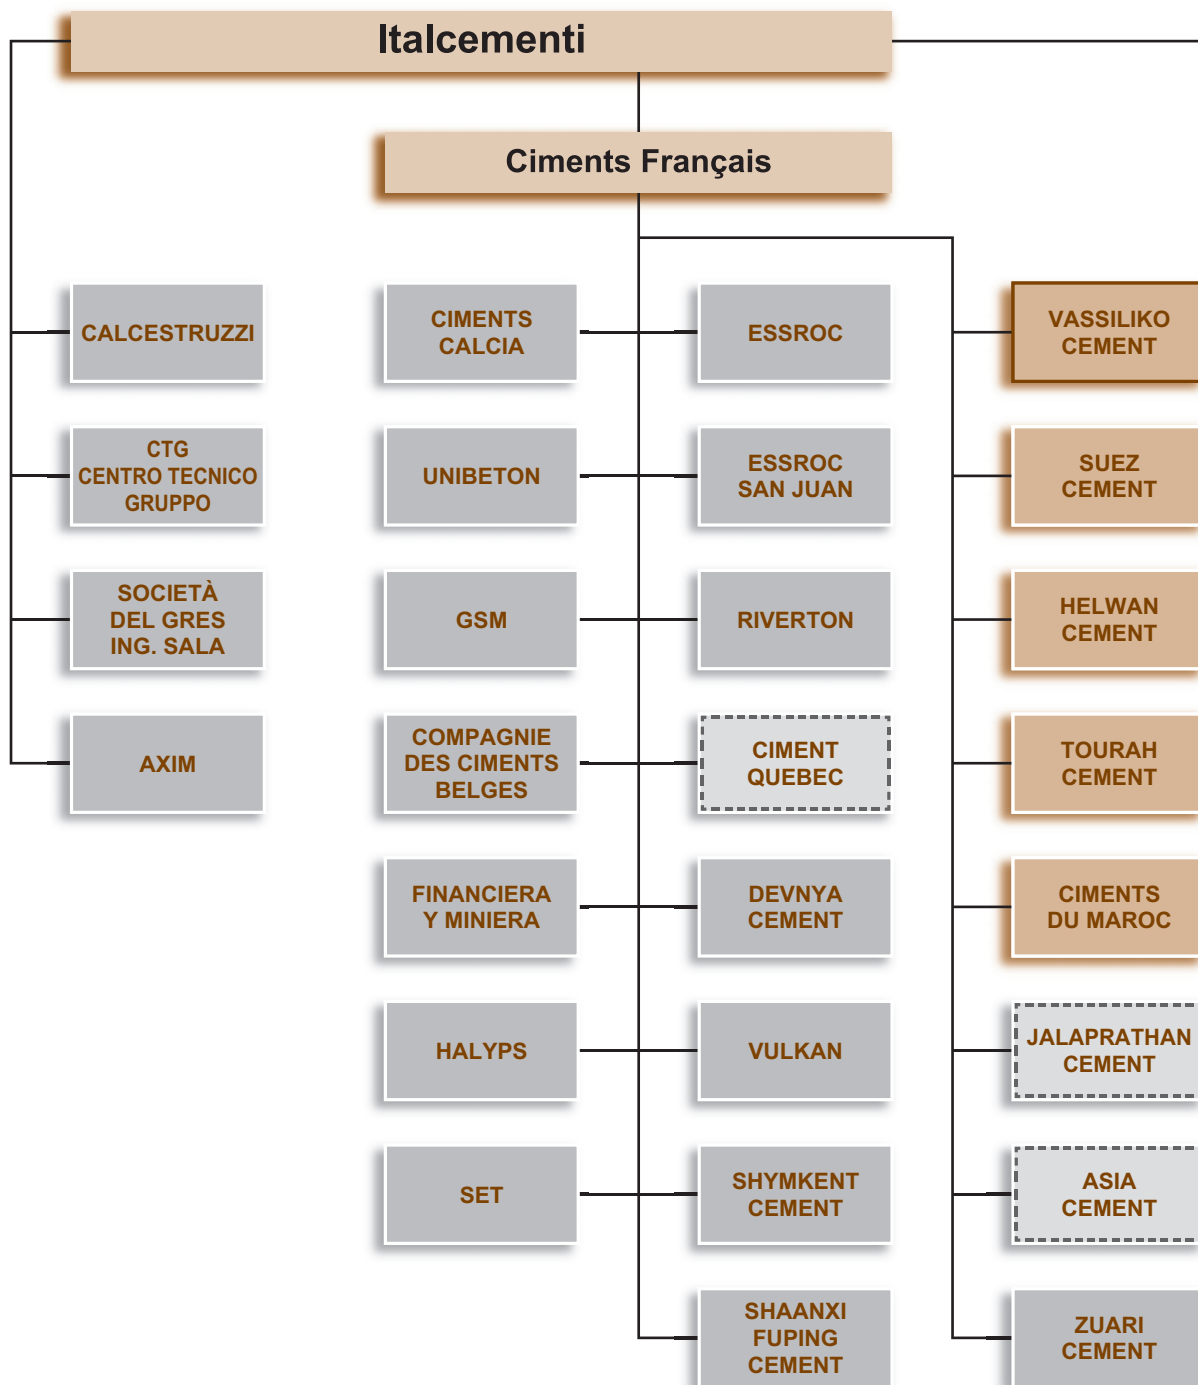 Italcementi
Ciments Français
CALCESTRUZZI
CTG
CENTRO TECNICO
GRUPPO
SOCIETÀ
DEL GRES
ING. SALA
AXIM
CIMENTS
CALCIA
UNIBETON
GSM
COMPAGNIE
DES CIMENTS
BELGES
FINANCIERA
Y MINIERA
HALYPS
SET
ESSROC
ESSROC
SAN JUAN
RIVERTON
CIMENT
QUEBEC
DEVNYA
CEMENT
VULKAN
SHYMKENT
CEMENT
SHAANXI
FUPING
CEMENT
VASSILIKO
CEMENT
SUEZ
CEMENT
HELWAN
CEMENT
TOURAH
CEMENT
CIMENTS
DU MAROC
JALAPRATHAN
CEMENT
ASIA
CEMENT
ZUARI
CEMENT